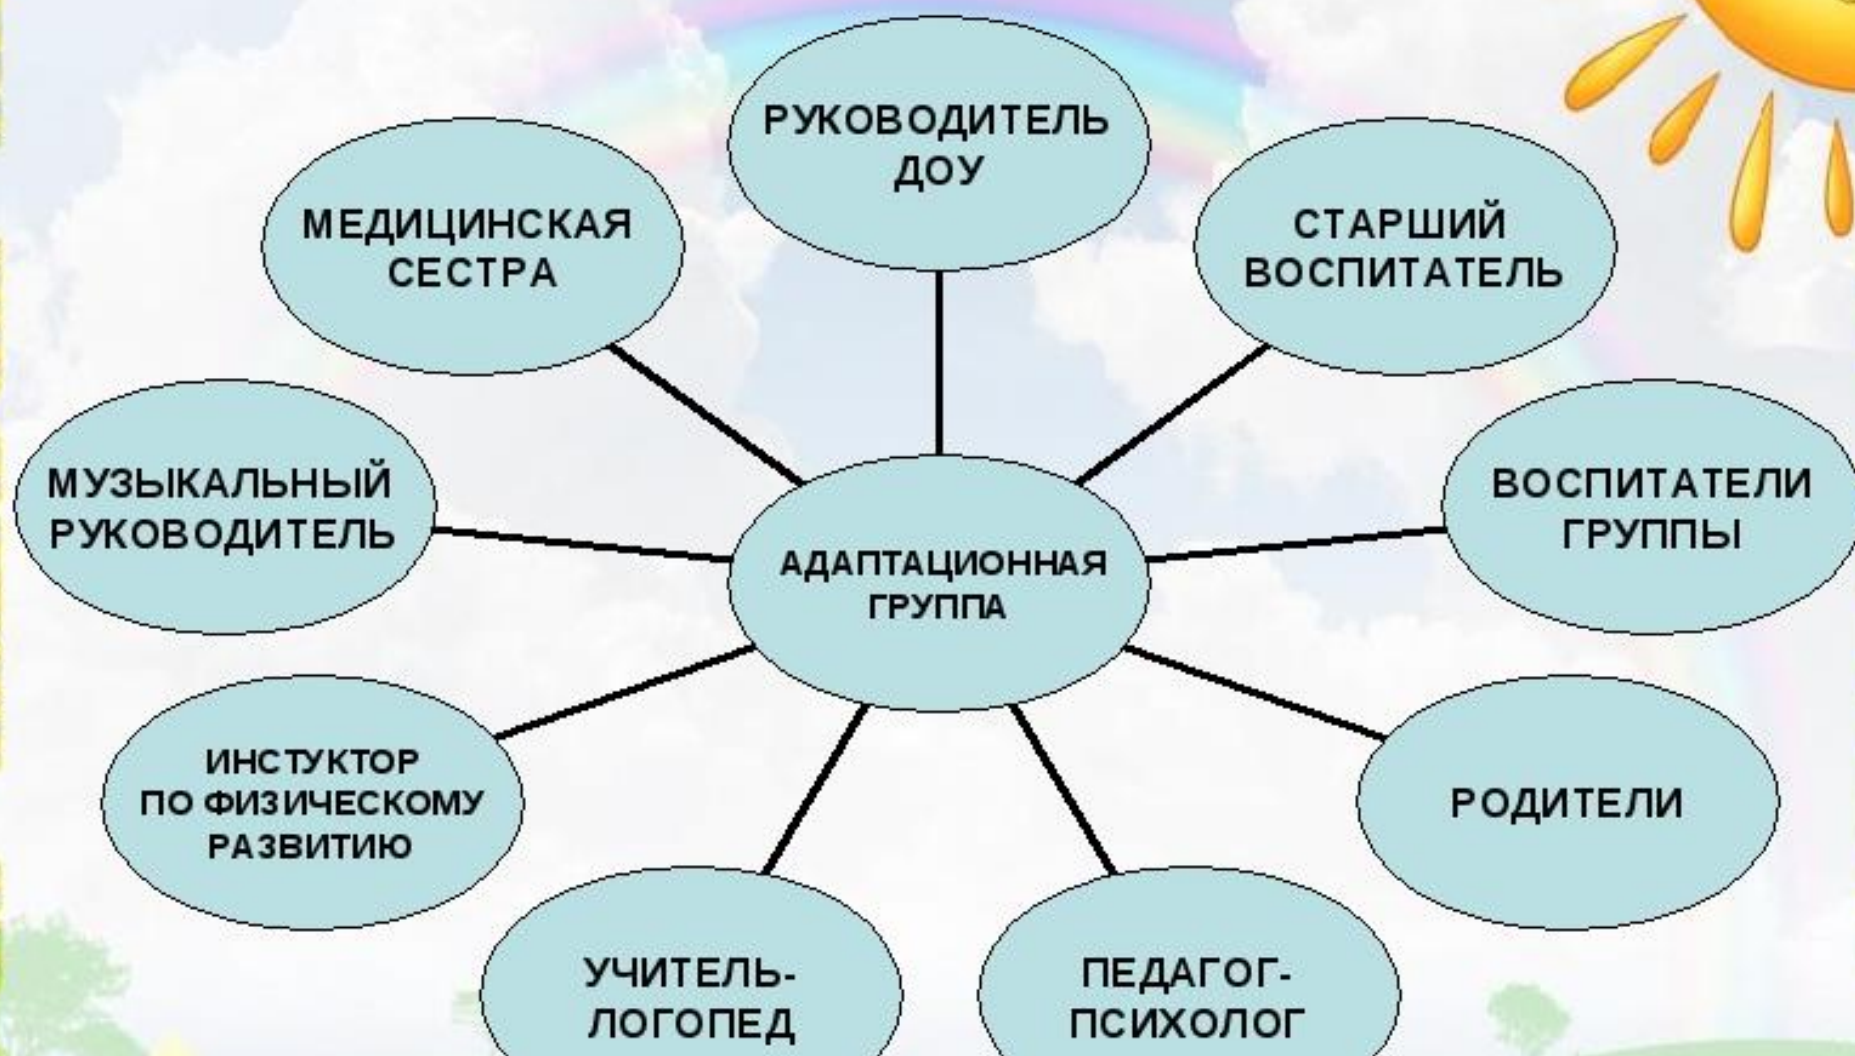 РУКОВОДИТЕЛЬ
ДОУ
МЕДИЦИНСКАЯ
СЕСТРА
СТАРШИЙ
ВОСПИТАТЕЛЬ
МУЗЫКАЛЬНЫЙ
РУКОВОДИТЕЛЬ
ВОСПИТАТЕЛИ
ГРУППЫ
АДАПТАЦИОННАЯ
ГРУППА
ИНСТУКТОР
ПО ФИЗИЧЕСКОМУ
РАЗВИТИЮ
РОДИТЕЛИ
УЧИТЕЛЬ-
ЛОГОПЕД
ПЕДАГОГ-
ПСИХОЛОГ